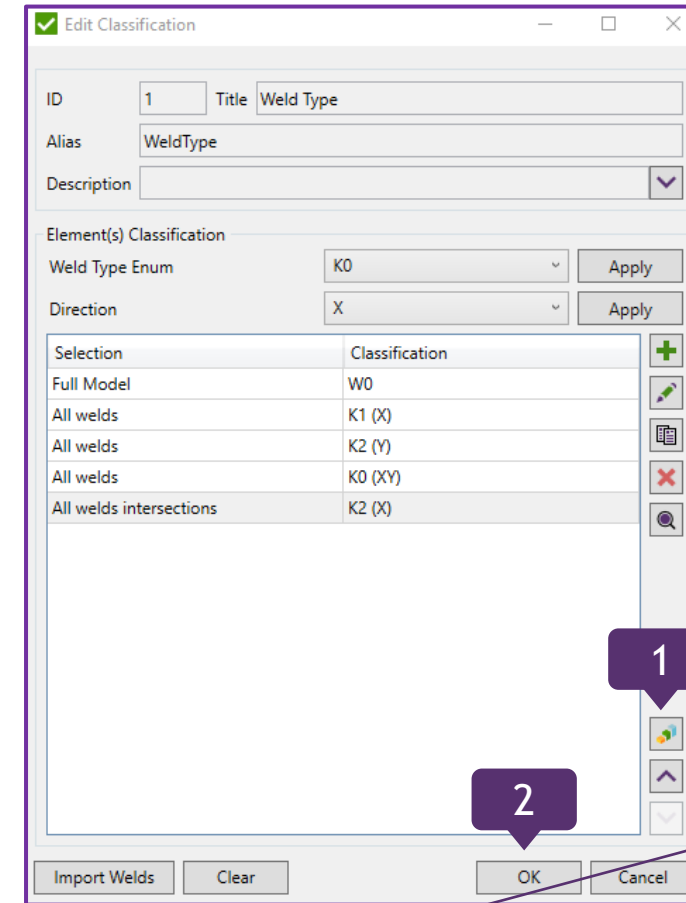 Edit Classification
ID 1 Title Weld Type
Alias WeldType
Description
Element(s) Classification
Weld Type Enum K0 Apply
Direction X Apply
Selection Classification
Full Model W0
All welds K1 (X)
All welds K2 (Y)
All welds K0 (XY)
All welds intersections K2 (X)
1
2
Import Welds Clear OK Cancel